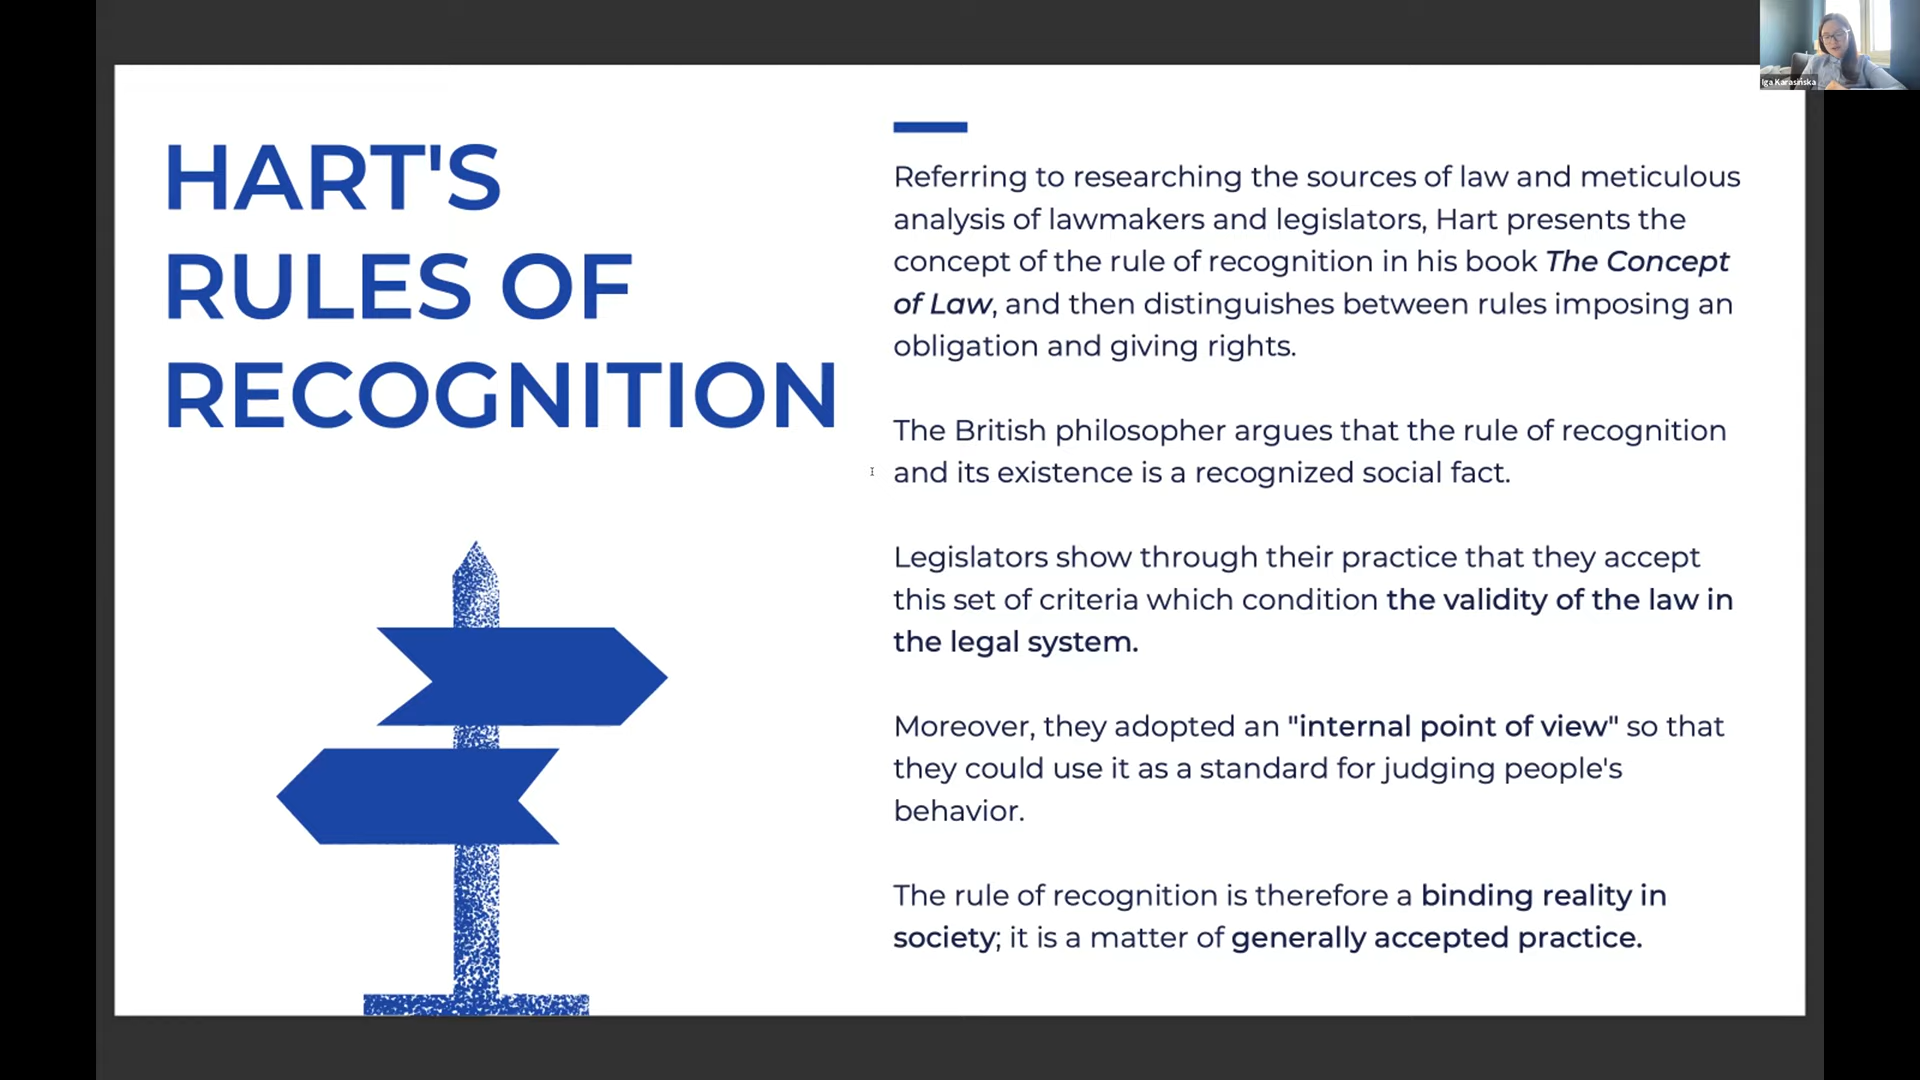 Iga Karasińska
HART'S
RULES OF
RECOGNITION
Referring to researching the sources of law and meticulous
analysis of lawmakers and legislators, Hart presents the
concept of the rule of recognition in his book The Concept
of Law, and then distinguishes between rules imposing an
obligation and giving rights.
The British philosopher argues that the rule of recognition
and its existence is a recognized social fact.
Legislators show through their practice that they accept
this set of criteria which condition the validity of the law in
the legal system.
Moreover, they adopted an "internal point of view" so that
they could use it as a standard for judging people's
behavior.
The rule of recognition is therefore a binding reality in
society; it is a matter of generally accepted practice.